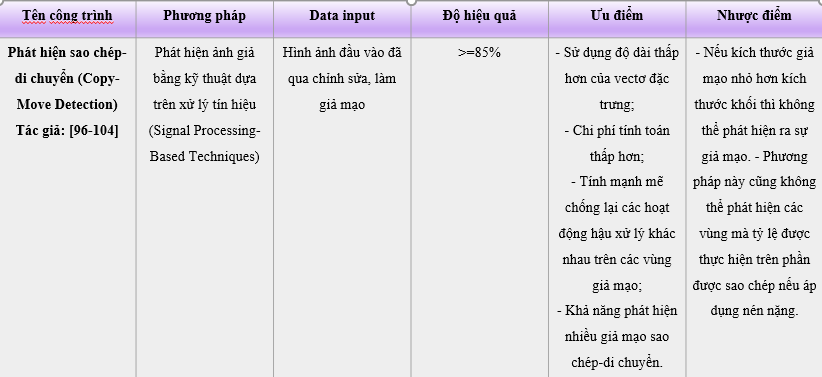 Tên công trình
Phương pháp
Data input
Độ hiệu quả
Ưu điểm
Nhược điểm
Phát hiện sao chép-
di chuyển (Copy-
Move Detection)
Tác giả: [96-104]
Phát hiện ảnh giả
bằng kỹ thuật dựa
trên xử lý tín hiệu
(Signal Processing-
Based Techniques)
Hình ảnh đầu vào đã
qua chỉnh sửa, làm
giả mạo
>=85%
- Sử dụng độ dài thấp
hơn của vectơ đặc
trưng;
- Chi phí tính toán
thấp hơn;
- Tính mạnh mẽ
chống lại các hoạt
động hậu xử lý khác
nhau trên các vùng
giả mạo;
- Khả năng phát hiện
nhiều giả mạo sao
chép-di chuyển.
- Nếu kích thước giả
mạo nhỏ hơn kích
thước khối thì không
thể phát hiện ra sự
giả mạo. - Phương
pháp này cũng không
thể phát hiện các
vùng mà tỷ lệ được
thực hiện trên phần
được sao chép nếu áp
dụng nén nặng.